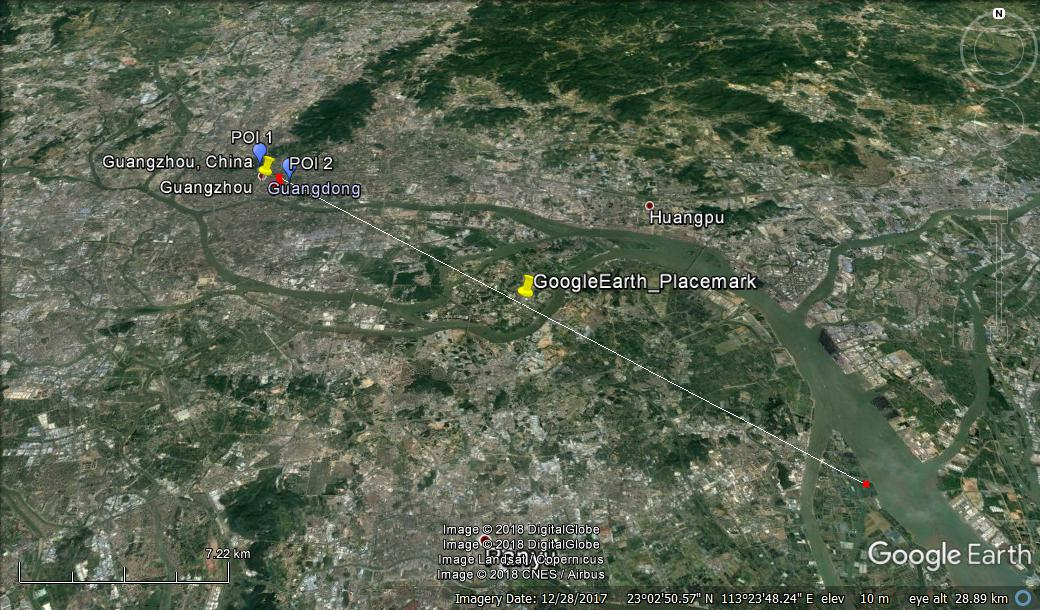 N
POI 1
Guangzhou, China
POI 2
Guangzhou
Guangdong
Huangpu
GoogleEarth_Placemark
Image © 2018 DigitalGlobe
Image © 2018 DigitalGlobe
Image Landsat / Copernicus
Image © 2018 CNES / Airbus
7.22 km
Google Earth
Imagery Date: 12/28/2017 23°02'50.57" N 113°23'48.24" E elev 10 m eye alt 28.89 km